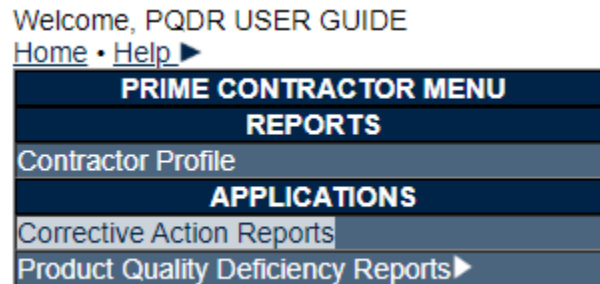 Welcome, PQDR USER GUIDE
Home • Help ▶
PRIME CONTRACTOR MENU
REPORTS
Contractor Profile
APPLICATIONS
Corrective Action Reports
Product Quality Deficiency Reports▶